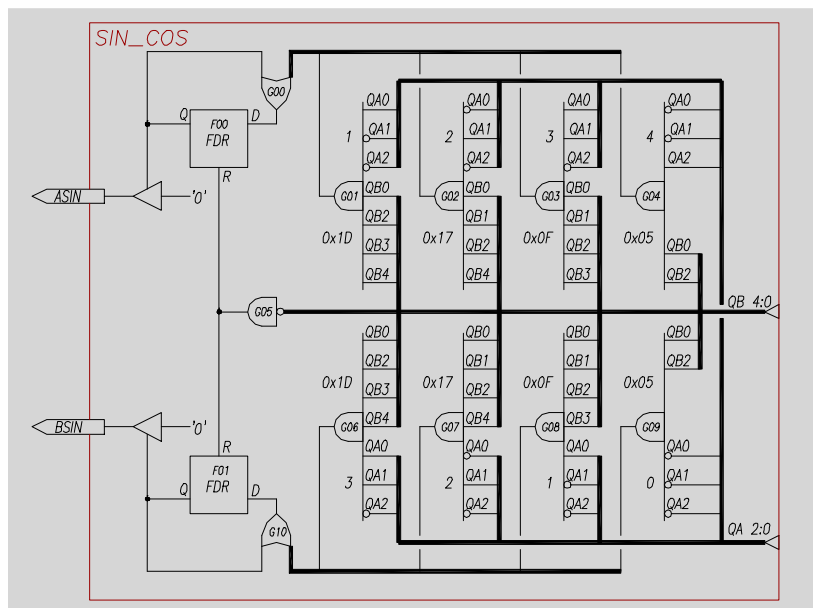 SIN_COS
G00
QA0 QA0 QA0 QA0
Q F00 D
FDR
1 QA1 2 QA1 3 QA1 4 QA1
QA2 QA2 QA2 QA2
R
ASIN '0'
G01 QB0 G02 QB0 G03 QB0 G04
QB2 QB1 QB1
0x1D QB3 0x17 QB2 0x0F QB2 0x05 QB0
QB4 QB4 QB3 QB2
G05
QB 4:0
QB0 QB0 QB0 QB0
0x1D QB2 0x17 QB1 0x0F QB1 0x05 QB2
QB3 QB2 QB2
BSIN '0'
G06 QB4 G07 QB4 G08 QB3 G09
R
QA0 QA0 QA0 QA0
F01
FDR
Q D
3 QA1 2 QA1 1 QA1 0 QA1
QA2 QA2 QA2 QA2
G10
QA 2:0